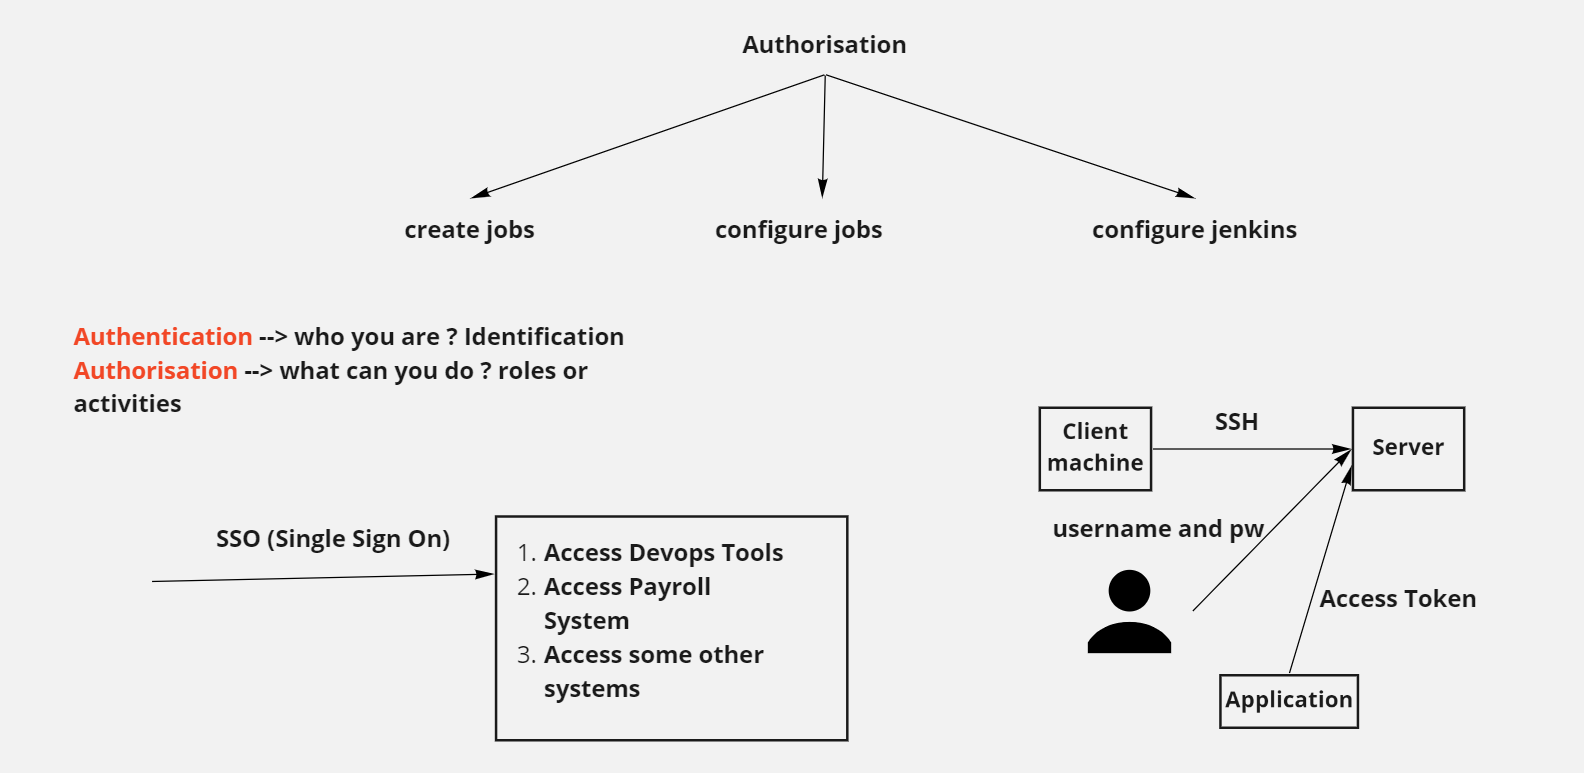 Authorisation
create jobs
configure jobs
configure jenkins
Authentication --> who you are ? Identification
Authorisation --> what can you do ? roles or
activities
SSO (Single Sign On)
1. Access Devops Tools
2. Access Payroll
System
3. Access some other
systems
Client
machine
SSH
Server
username and pw
Access Token
Application